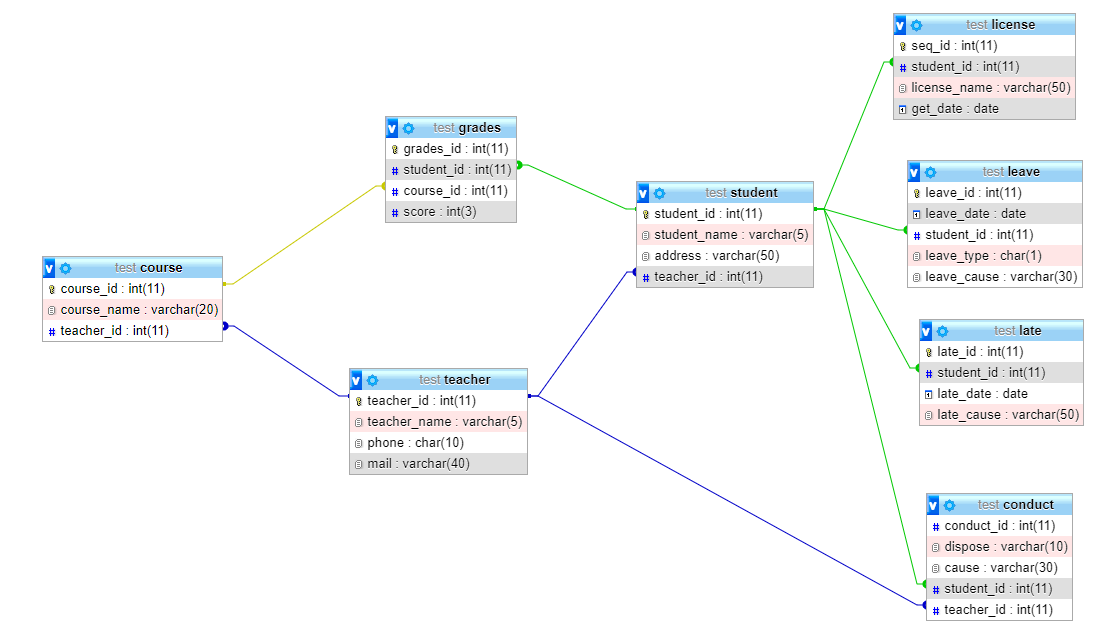 test license
seq_id : int(11)
student_id : int(11)
license_name : varchar(50)
get_date : date
test grades
grades_id : int(11)
student_id : int(11)
course_id : int(11)
score : int(3)
test leave
leave_id : int(11)
leave_date : date
student_id : int(11)
leave_type : char(1)
leave_cause : varchar(30)
test student
student_id : int(11)
student_name : varchar(5)
address : varchar(50)
teacher_id : int(11)
test course
course_id : int(11)
course_name : varchar(20)
teacher_id : int(11)
test late
late_id : int(11)
student_id : int(11)
late_date : date
late_cause : varchar(50)
test teacher
teacher_id : int(11)
teacher_name : varchar(5)
phone : char(10)
mail : varchar(40)
test conduct
conduct_id : int(11)
dispose : varchar(10)
cause : varchar(30)
student_id : int(11)
teacher_id : int(11)